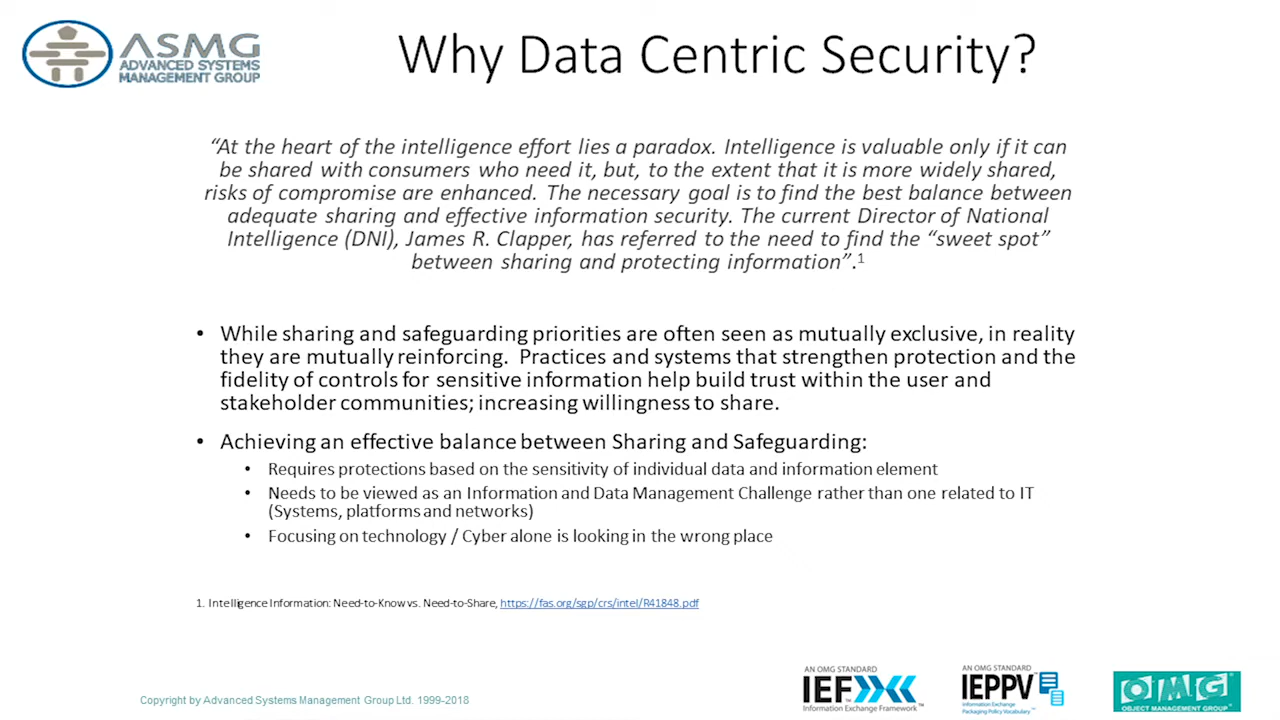 ASMG
ADVANCED SYSTEMS
MANAGEMENT GROUP
Why Data Centric Security?
“At the heart of the intelligence effort lies a paradox. Intelligence is valuable only if it can
be shared with consumers who need it, but, to the extent that it is more widely shared,
risks of compromise are enhanced. The necessary goal is to find the best balance between
adequate sharing and effective information security. The current Director of National
Intelligence (DNI), James R. Clapper, has referred to the need to find the “sweet spot”
between sharing and protecting information”.1
• While sharing and safeguarding priorities are often seen as mutually exclusive, in reality
they are mutually reinforcing. Practices and systems that strengthen protection and the
fidelity of controls for sensitive information help build trust within the user and
stakeholder communities; increasing willingness to share.
• Achieving an effective balance between Sharing and Safeguarding:
• Requires protections based on the sensitivity of individual data and information element
• Needs to be viewed as an Information and Data Management Challenge rather than one related to IT
(Systems, platforms and networks)
• Focusing on technology / Cyber alone is looking in the wrong place
1. Intelligence Information: Need-to-Know vs. Need-to-Share, https://fas.org/sgp/crs/intel/R41848.pdf
Copyright by Advanced Systems Management Group Ltd. 1999-2018
AN OMG STANDARD
IEF
Information Exchange Framework™
AN OMG STANDARD
IEPPV
Information Exchange
Packaging Policy Vocabulary™
OMG
OBJECT MANAGEMENT GROUP